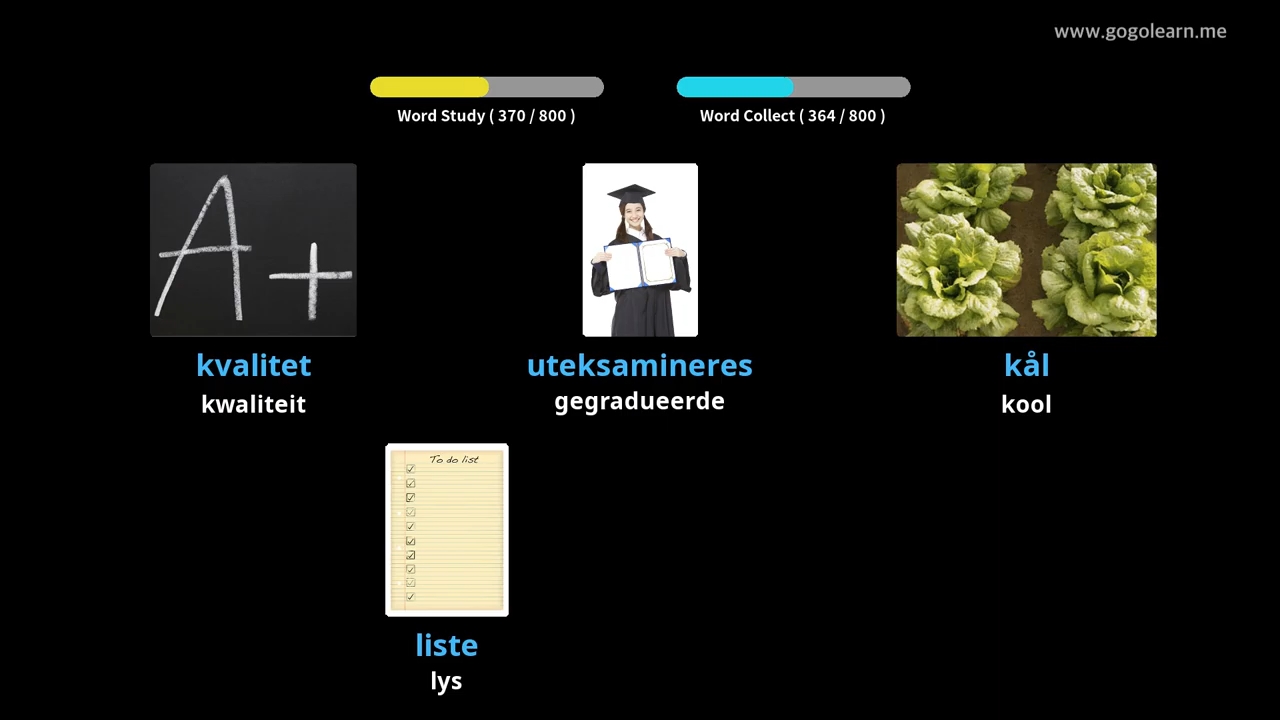 www.gogolearn.me
Word Study ( 370 / 800 )
Word Collect ( 364 / 800 )
A+
kvalitet
kwaliteit
uteksamineres
gegradueerde
kål
kool
To do list
liste
lys